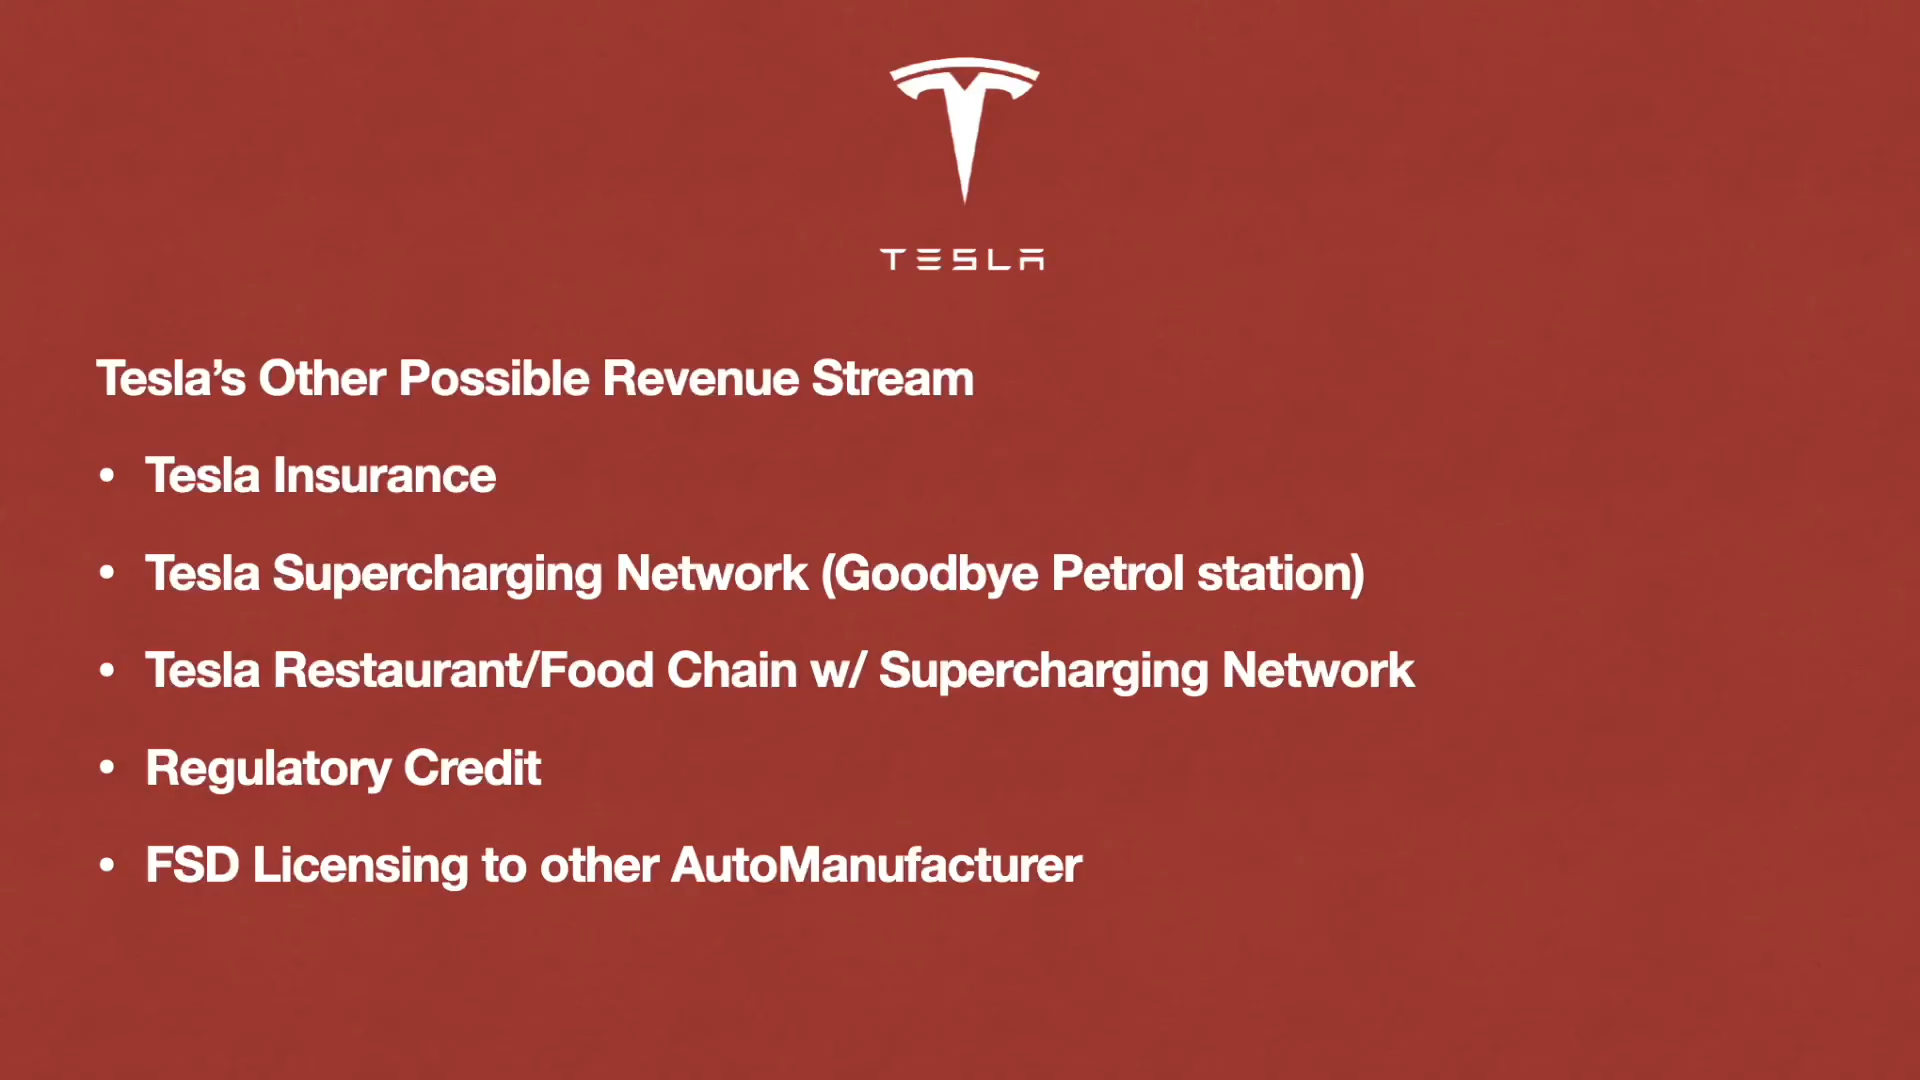 TESLA
Tesla’s Other Possible Revenue Stream
• Tesla Insurance
• Tesla Supercharging Network (Goodbye Petrol station)
• Tesla Restaurant/Food Chain w/ Supercharging Network
• Regulatory Credit
• FSD Licensing to other AutoManufacturer